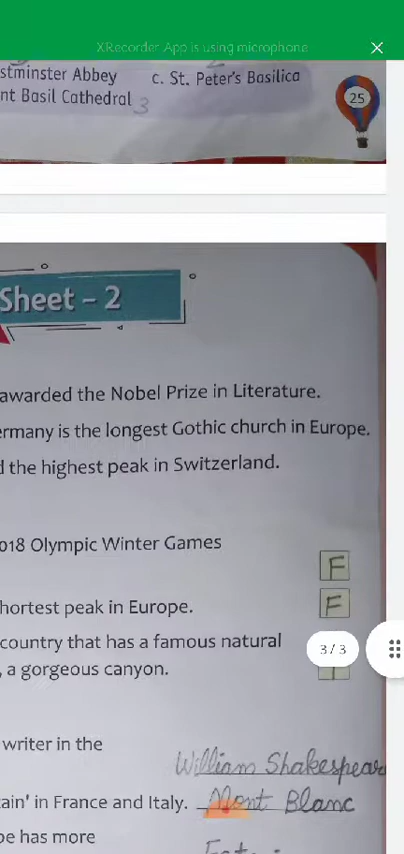 XRecorder App is using microphone
stminster Abbey c. St. Peter's Basilica
nt Basil Cathedral 3
25
Sheet - 2
awarded the Nobel Prize in Literature.
ermany is the longest Gothic church in Europe.
d the highest peak in Switzerland.
018 Olympic Winter Games
F
hortest peak in Europe. F
country that has a famous natural
3 / 3
, a gorgeous canyon.
writer in the
William Shakespear
tain' in France and Italy. Mont Blanc
pe has more